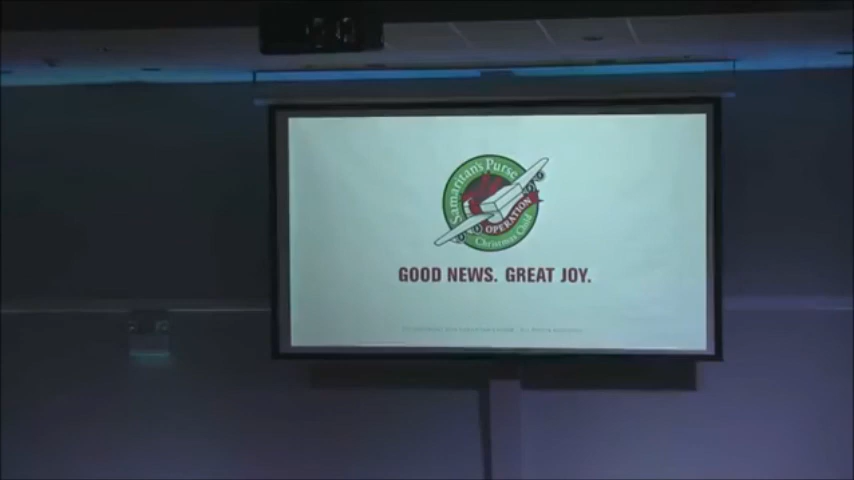 Samaritan's Purse
OPERATION
Christmas Child
GOOD NEWS. GREAT JOY.